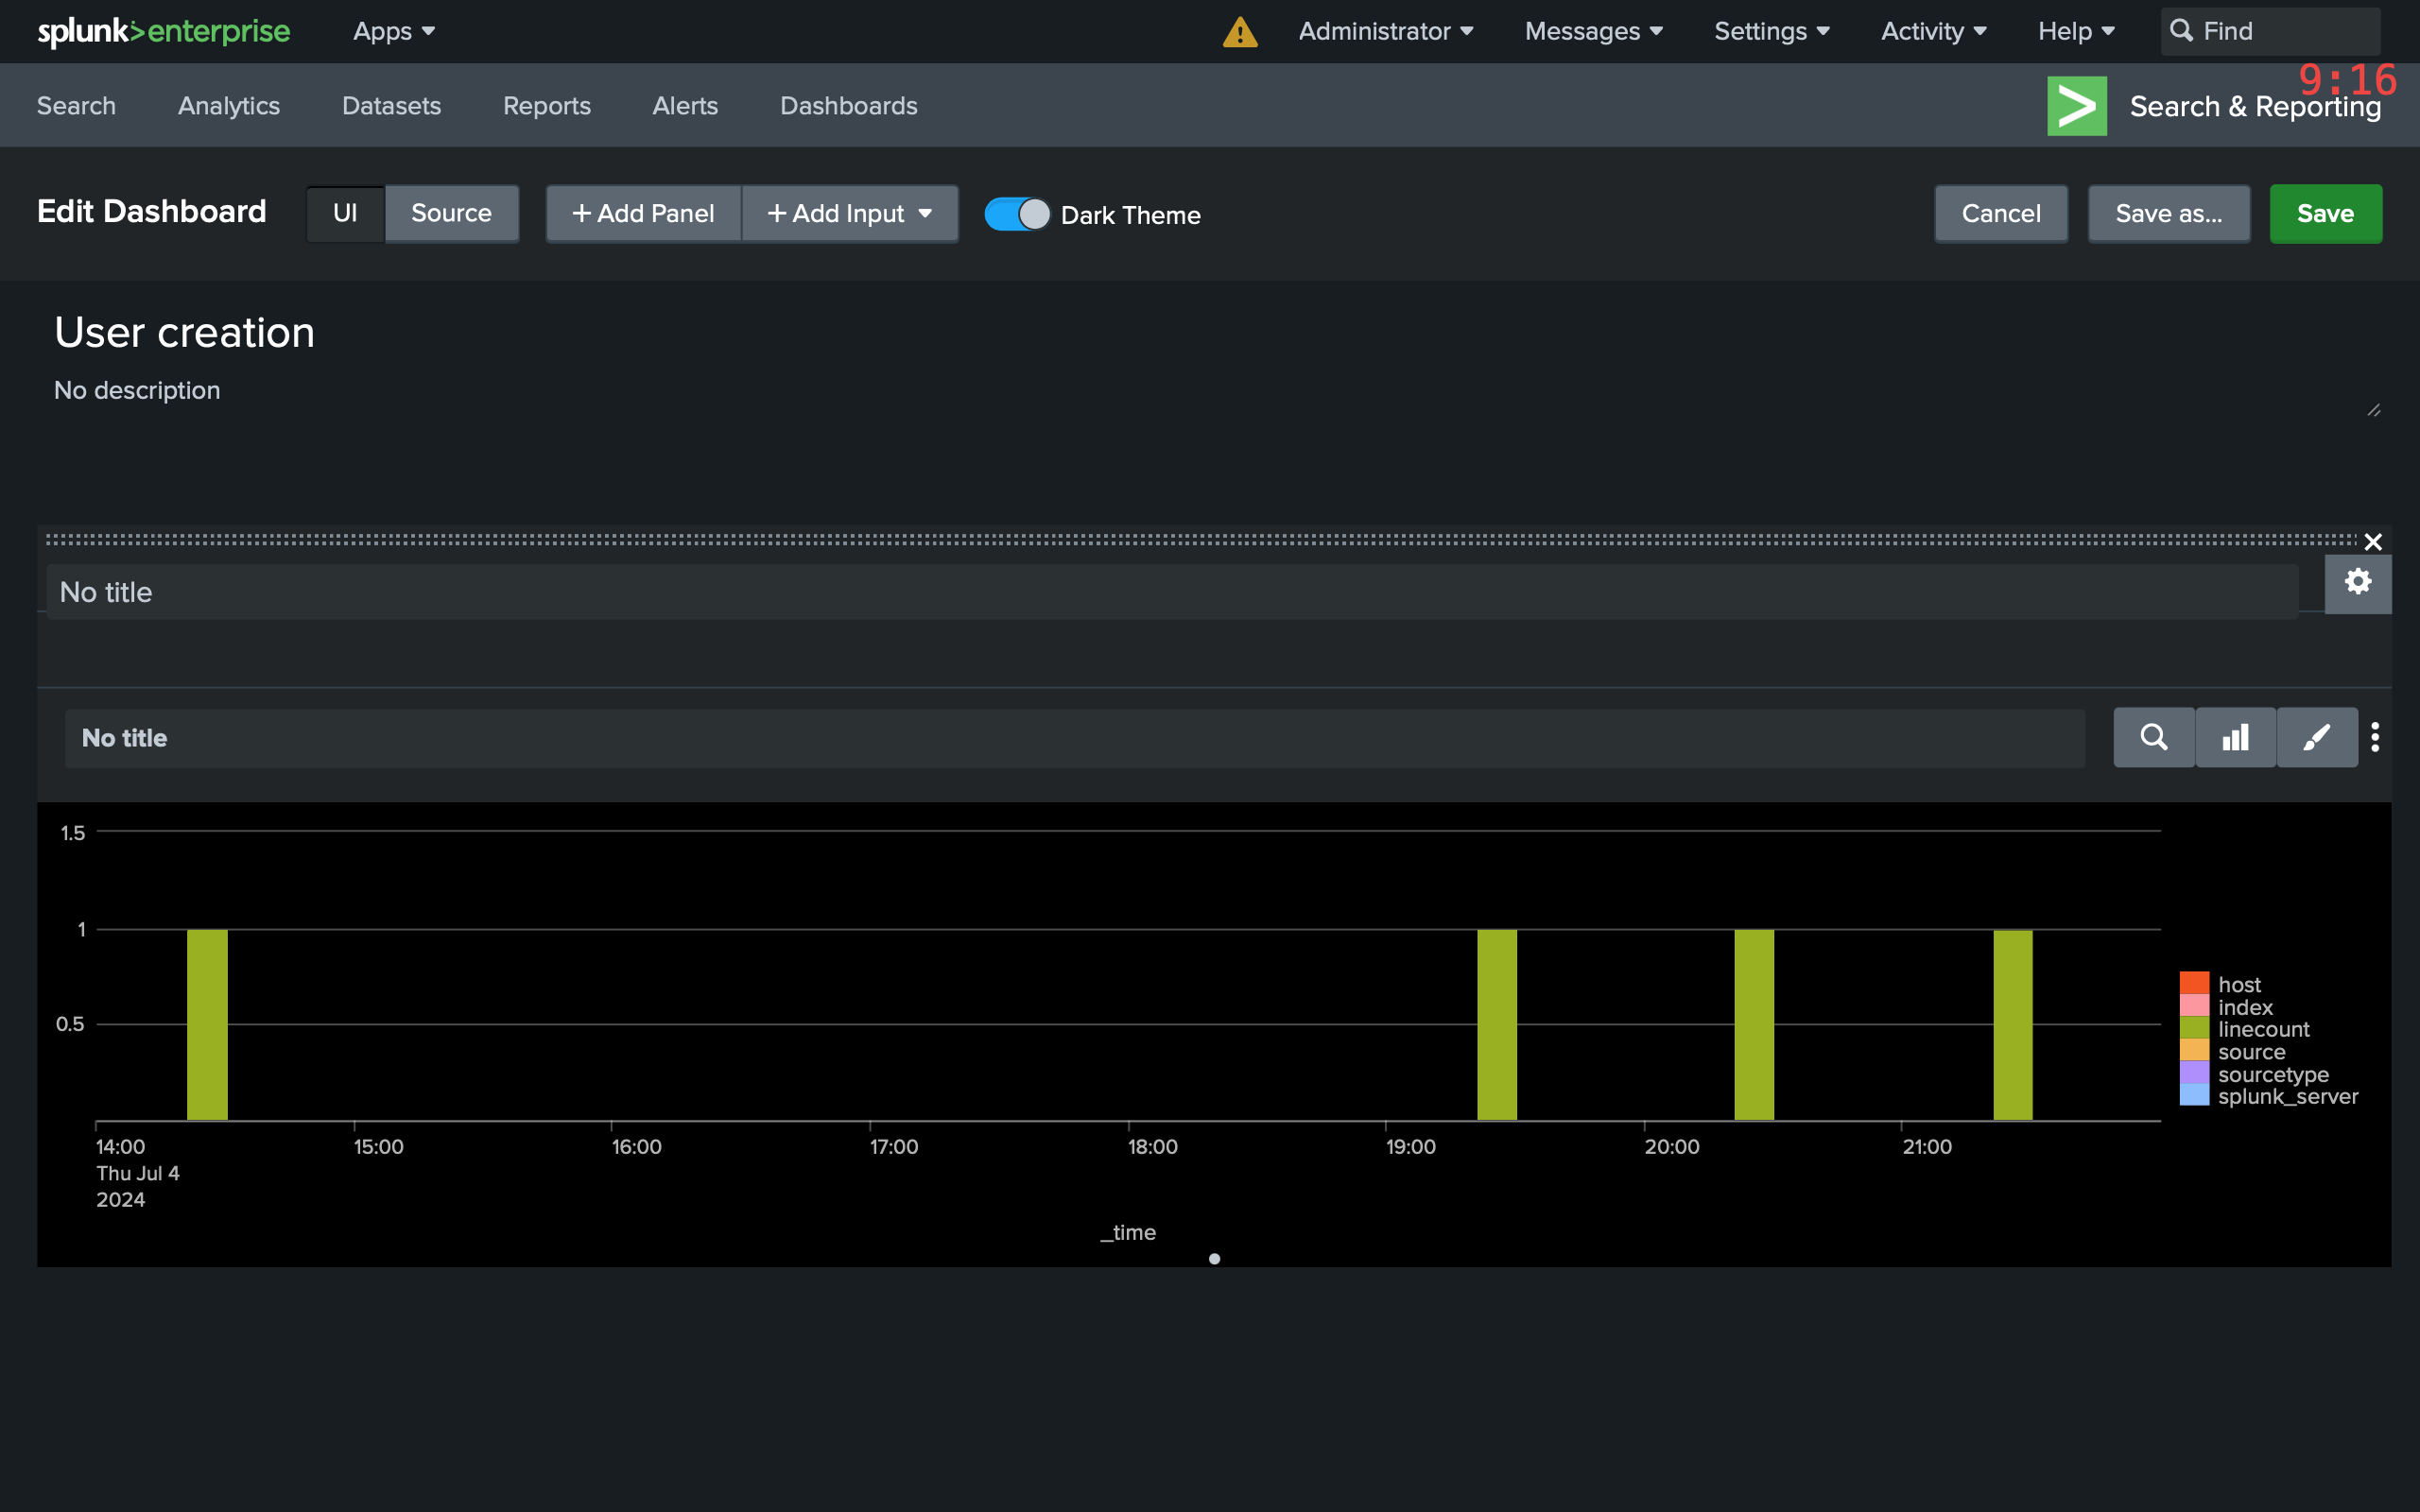 splunk>enterprise Apps Administrator Messages Settings Activity Help Find
9:16
Search Analytics Datasets Reports Alerts Dashboards > Search & Reporting
Edit Dashboard UI Source + Add Panel + Add Input Dark Theme Cancel Save as... Save
User creation
No description
No title
No title
1.5
1
0.5
host
index
linecount
source
sourcetype
splunk_server
14:00 15:00 16:00 17:00 18:00 19:00 20:00 21:00
Thu Jul 4
2024
_time